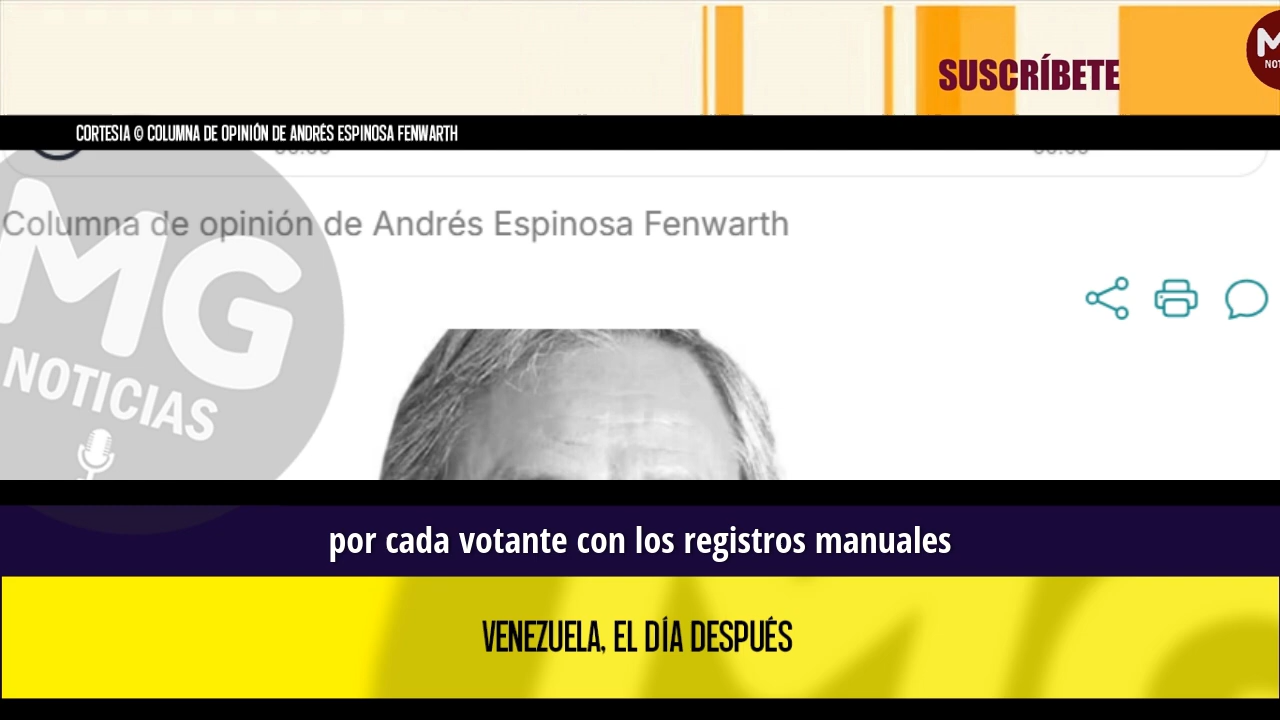 SUSCRÍBETE
CORTESIA © COLUMNA DE OPINIÓN DE ANDRÉS ESPINOSA FENWARTH
Columna de opinión de Andrés Espinosa Fenwarth
MG
NOTICIAS
por cada votante con los registros manuales
VENEZUELA, EL DÍA DESPUÉS